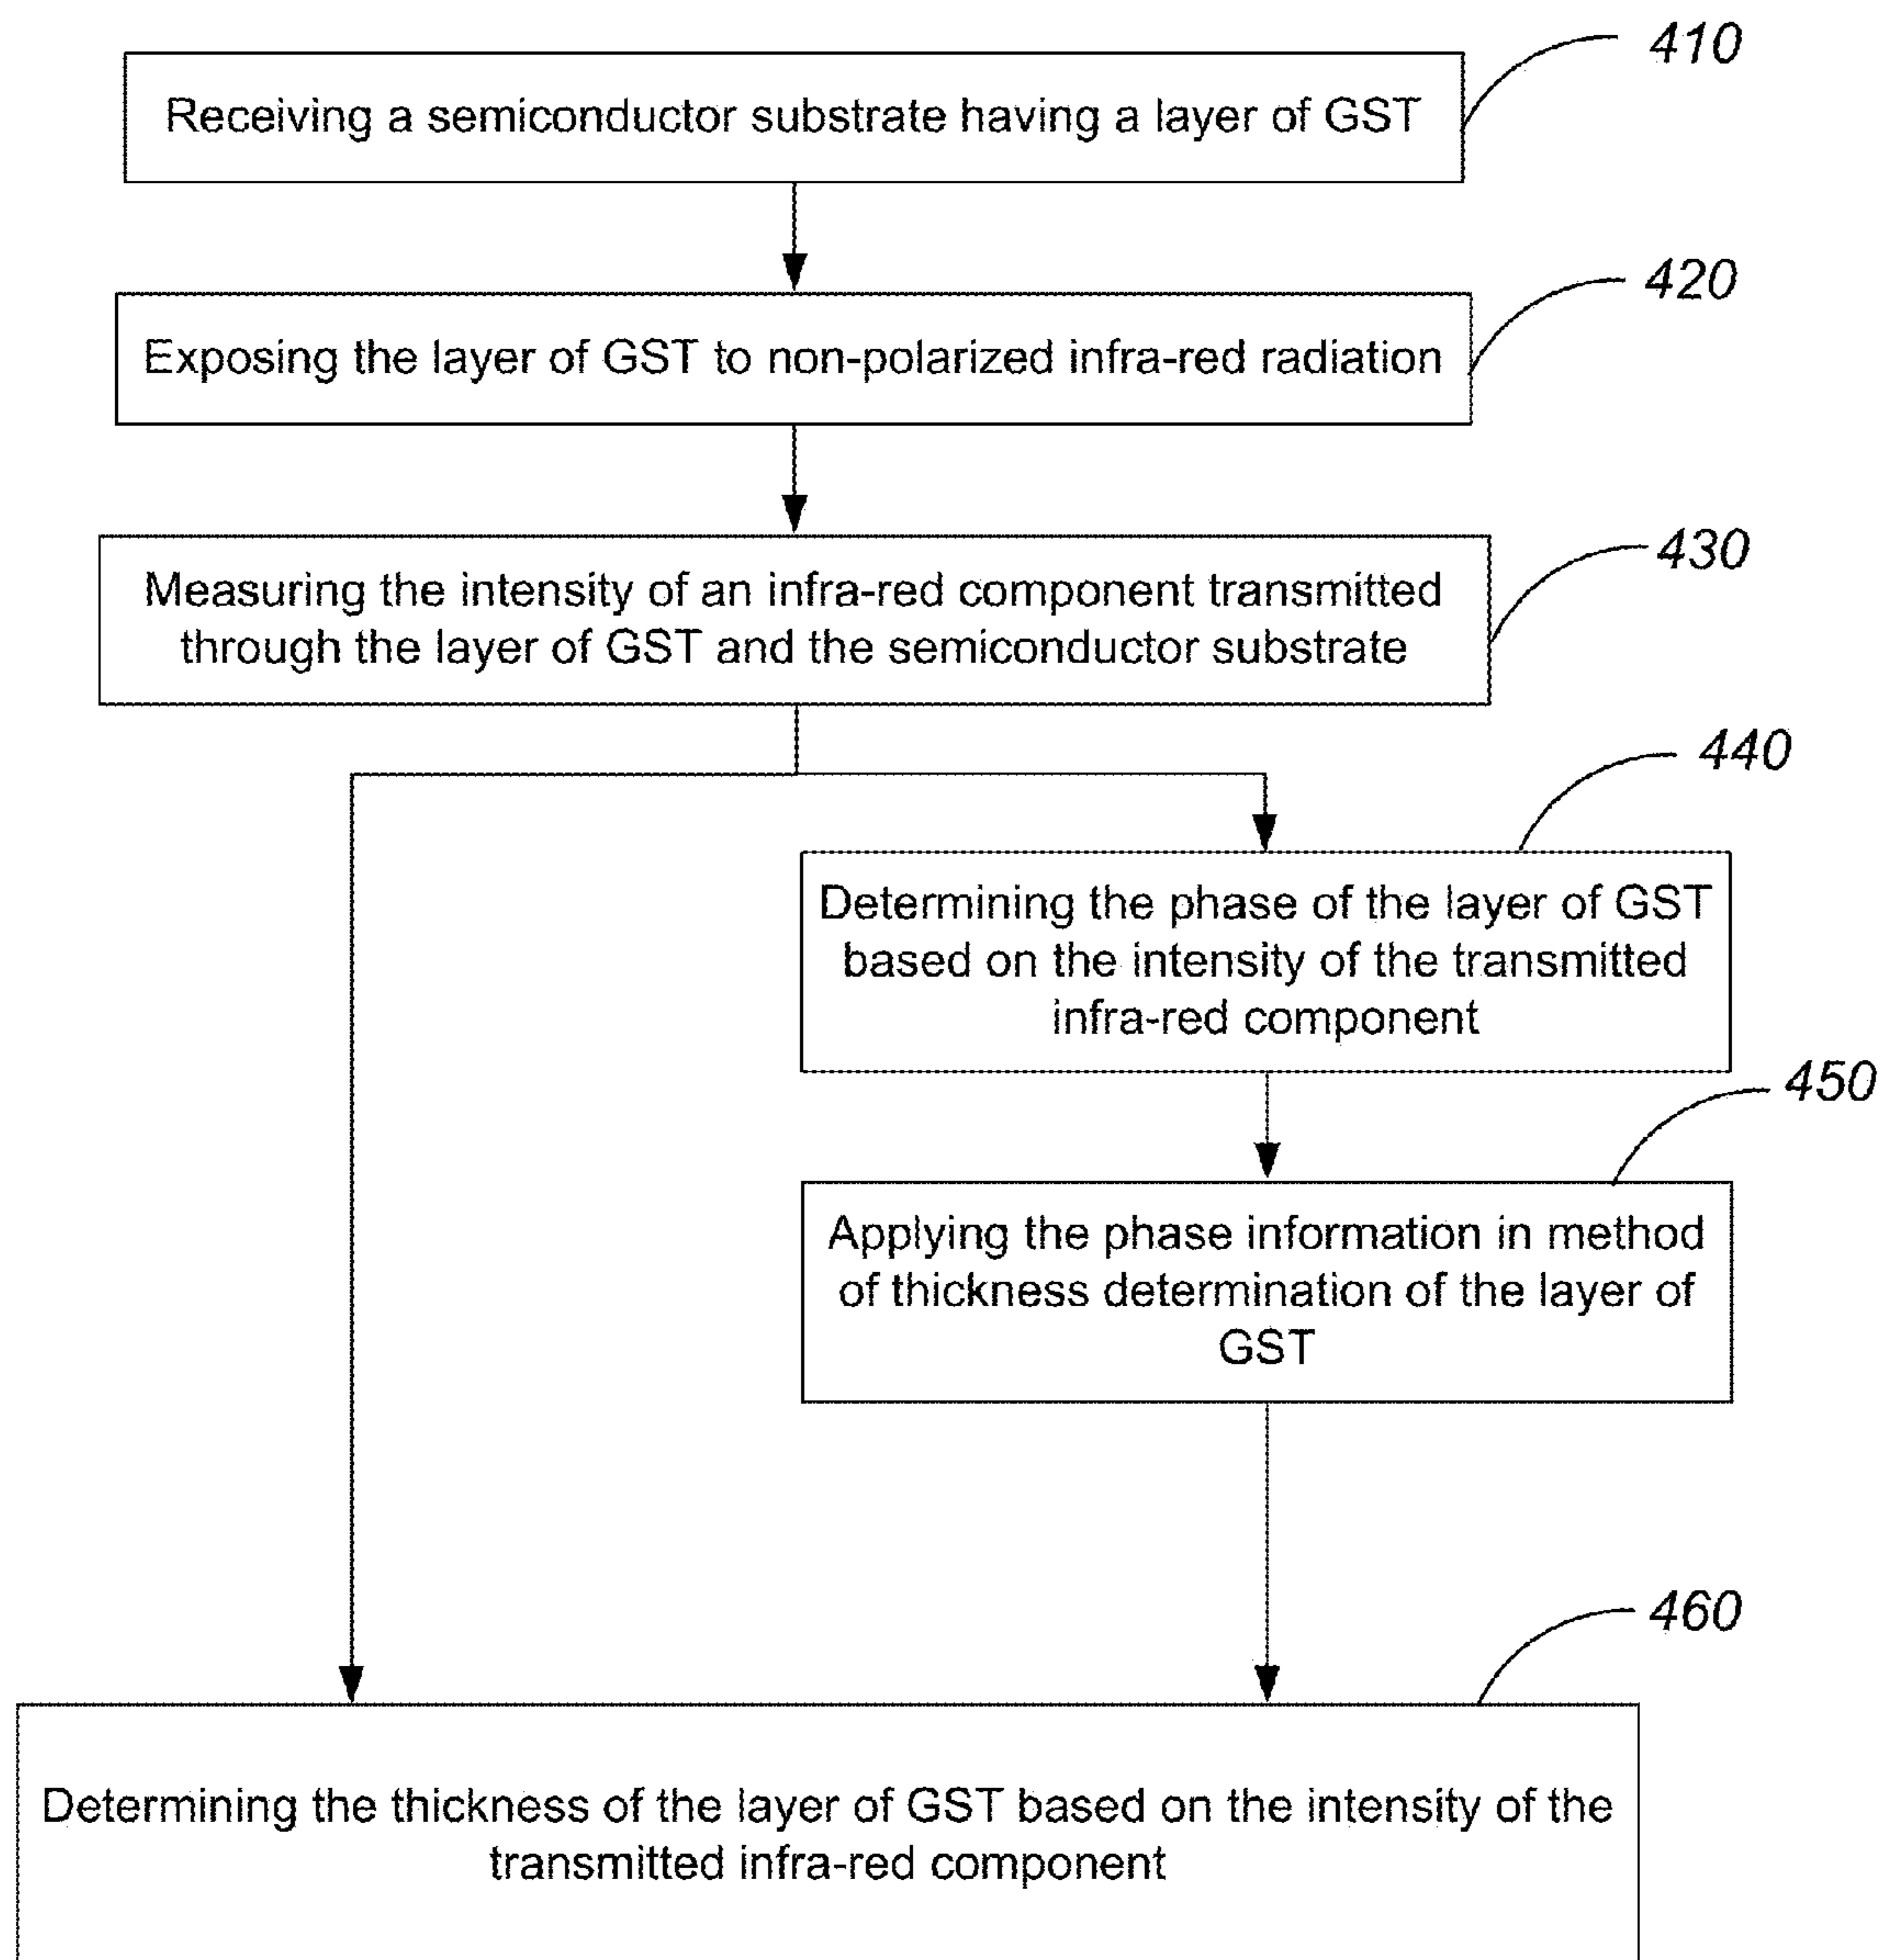 410
Receiving a semiconductor substrate having a layer of GST
420
Exposing the layer of GST to non-polarized infra-red radiation
430
Measuring the intensity of an infra-red component transmitted
through the layer of GST and the semiconductor substrate
440
Determining the phase of the layer of GST
based on the intensity of the transmitted
infra-red component
450
Applying the phase information in method
of thickness determination of the layer of
GST
460
Determining the thickness of the layer of GST based on the intensity of the
transmitted infra-red component